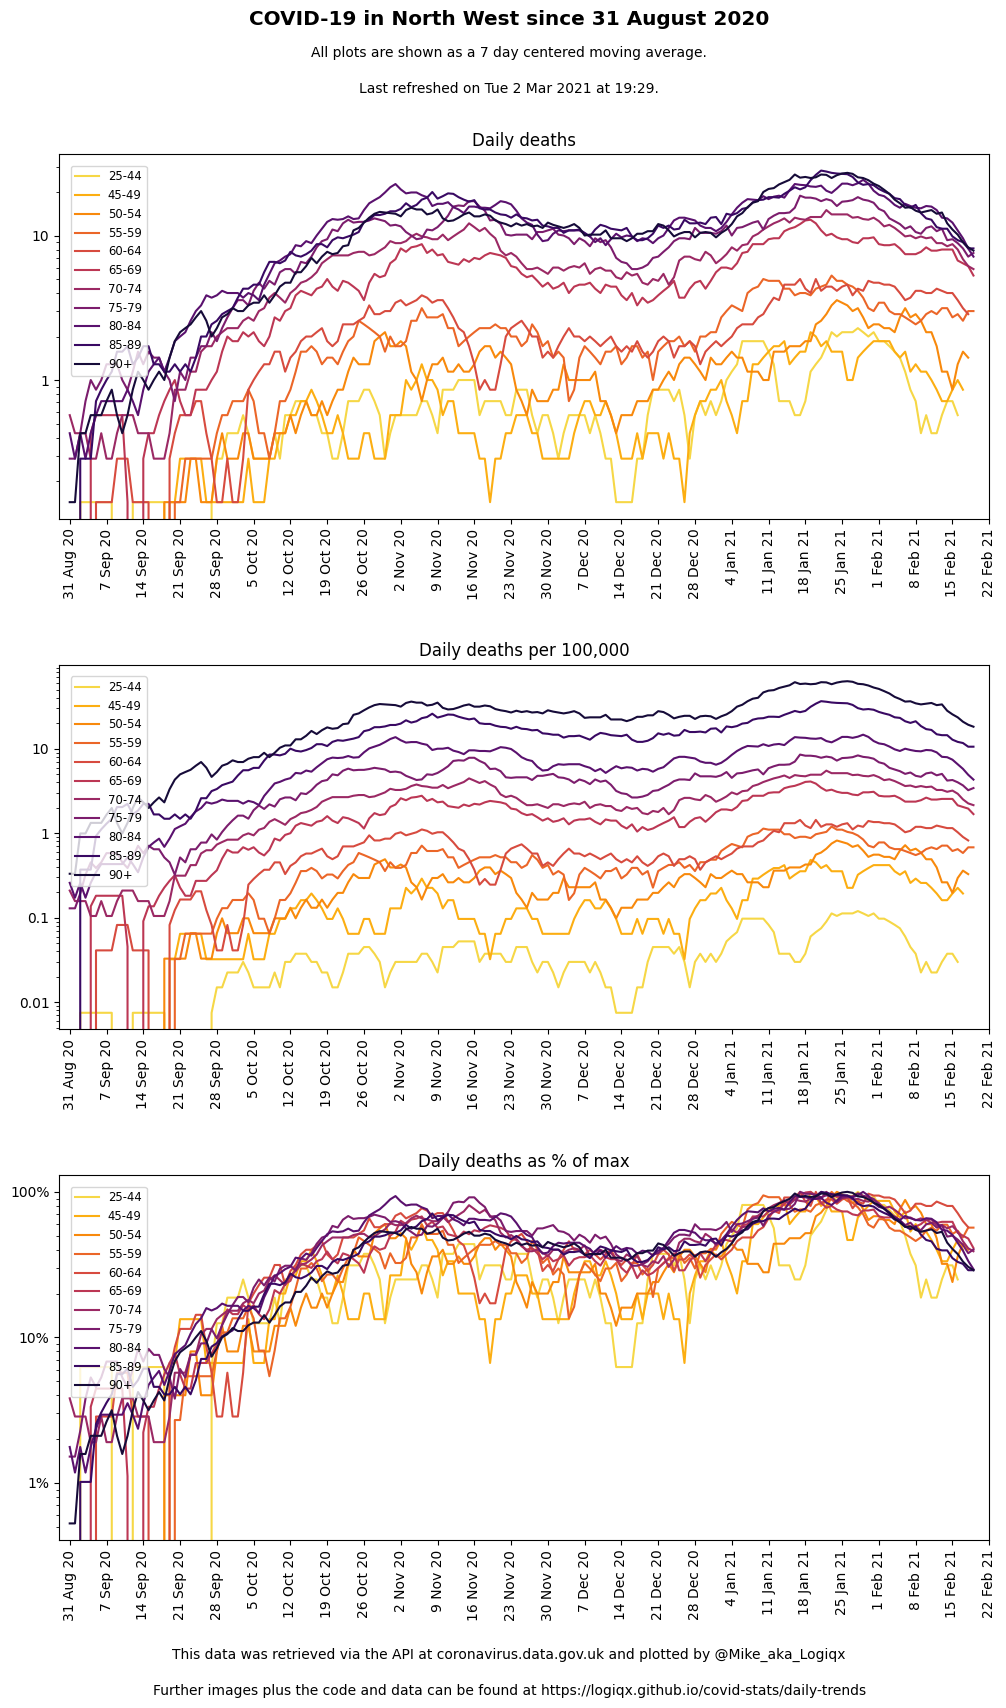 COVID-19 in North West since 31 August 2020
All plots are shown as a 7 day centered moving average.
Last refreshed on Tue 2 Mar 2021 at 19:29.
Daily deaths
25-44
45-49
50-54
55-59
60-64
65-69
70-74
75-79
80-84
85-89
90+
10
1
31 Aug 20
7 Sep 20
14 Sep 20
21 Sep 20
28 Sep 20
5 Oct 20
12 Oct 20
19 Oct 20
26 Oct 20
2 Nov 20
9 Nov 20
16 Nov 20
23 Nov 20
30 Nov 20
7 Dec 20
14 Dec 20
21 Dec 20
28 Dec 20
4 Jan 21
11 Jan 21
18 Jan 21
25 Jan 21
1 Feb 21
8 Feb 21
15 Feb 21
22 Feb 21
Daily deaths per 100,000
25-44
45-49
50-54
55-59
60-64
65-69
70-74
75-79
80-84
85-89
90+
10
1
0.1
0.01
31 Aug 20
7 Sep 20
14 Sep 20
21 Sep 20
28 Sep 20
5 Oct 20
12 Oct 20
19 Oct 20
26 Oct 20
2 Nov 20
9 Nov 20
16 Nov 20
23 Nov 20
30 Nov 20
7 Dec 20
14 Dec 20
21 Dec 20
28 Dec 20
4 Jan 21
11 Jan 21
18 Jan 21
25 Jan 21
1 Feb 21
8 Feb 21
15 Feb 21
22 Feb 21
Daily deaths as % of max
25-44
45-49
50-54
55-59
60-64
65-69
70-74
75-79
80-84
85-89
90+
100%
10%
1%
31 Aug 20
7 Sep 20
14 Sep 20
21 Sep 20
28 Sep 20
5 Oct 20
12 Oct 20
19 Oct 20
26 Oct 20
2 Nov 20
9 Nov 20
16 Nov 20
23 Nov 20
30 Nov 20
7 Dec 20
14 Dec 20
21 Dec 20
28 Dec 20
4 Jan 21
11 Jan 21
18 Jan 21
25 Jan 21
1 Feb 21
8 Feb 21
15 Feb 21
22 Feb 21
This data was retrieved via the API at coronavirus.data.gov.uk and plotted by @Mike_aka_Logiqx
Further images plus the code and data can be found at https://logiqx.github.io/covid-stats/daily-trends